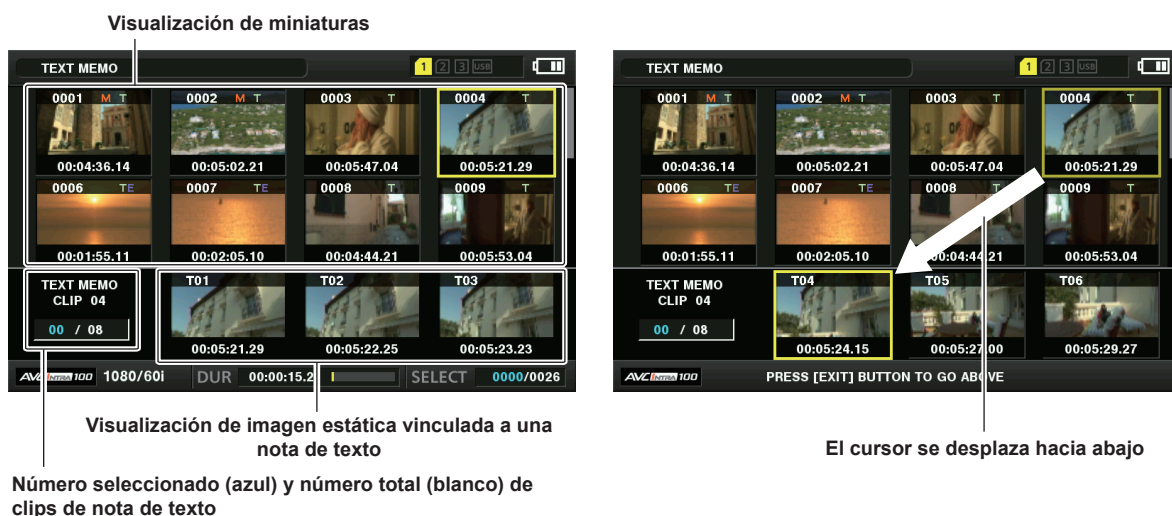 Visualización de miniaturas
TEXT MEMO
1 2 3 USB
0001 M T
0002 M T
0003 T
0004 T
00:04:36.14
00:05:02.21
00:05:47.04
00:05:21.29
0006 TE
0007 TE
0008 T
0009 T
00:01:55.11
00:02:05.10
00:04:44.21
00:05:53.04
TEXT MEMO
CLIP 04
00 / 08
T01
T02
T03
00:05:21.29
00:05:22.25
00:05:23.23
AVC INTRA 100 1080/60i DUR 00:00:15.2 SELECT 0000/0026
Visualización de imagen estática vinculada a una
nota de texto
Número seleccionado (azul) y número total (blanco) de
clips de nota de texto
TEXT MEMO
1 2 3 USB
0001 M T
0002 M T
0003 T
0004 T
00:04:36.14
00:05:02.21
00:05:47.04
00:05:21.29
0006 TE
0007 TE
0008 T
0009 T
00:01:55.11
00:02:05.10
00:04:44.21
00:05:53.04
TEXT MEMO
CLIP 04
00 / 08
T04
T05
T06
00:05:24.15
00:05:27.00
00:05:29.27
AVC INTRA 100 PRESS [EXIT] BUTTON TO GO ABOVE
El cursor se desplaza hacia abajo